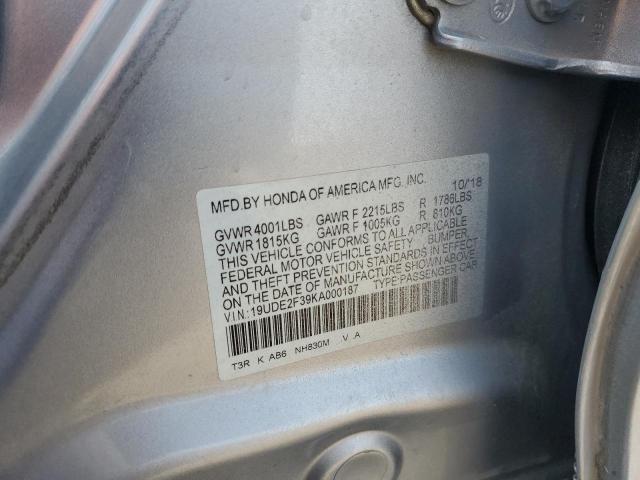 MFD.BY HONDA OF AMERICA MFG., INC. 10/'18
GVWR 4001LBS GAWR F 2215LBS R 1786LBS
GVWR 1815KG GAWR F 1005KG R 810KG
THIS VEHICLE CONFORMS TO ALL APPLICABLE
FEDERAL MOTOR VEHICLE SAFETY, BUMPER,
AND THEFT PREVENTION STANDARDS IN EFFECT
ON THE DATE OF MANUFACTURE SHOWN ABOVE.
V.I.N.:19UDE2F39KA000187 TYPE:PASSENGER CAR
T3R K AB6 NH830M V A